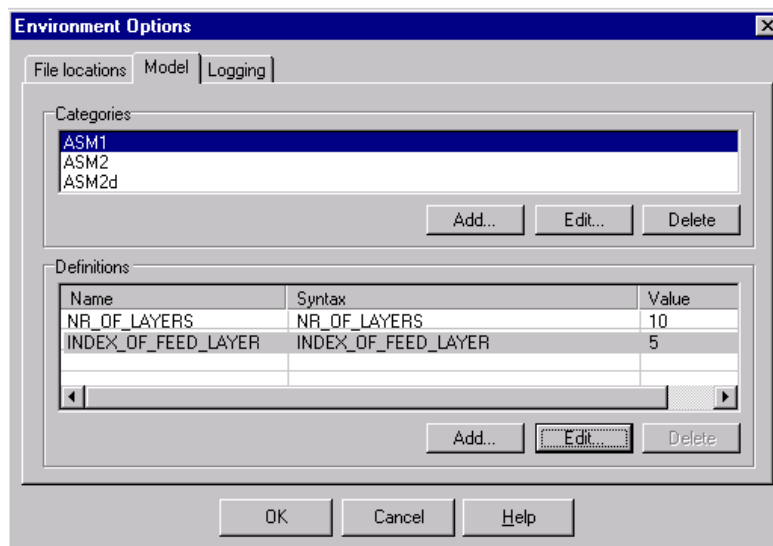 Environment Options
File locations Model Logging
Categories
ASM1
ASM2
ASM2d
Add... Edit... Delete
Definitions
Name Syntax Value
NR_OF_LAYERS NR_OF_LAYERS 10
INDEX_OF_FEED_LAYER INDEX_OF_FEED_LAYER 5
Add... Edit... Delete
OK Cancel Help